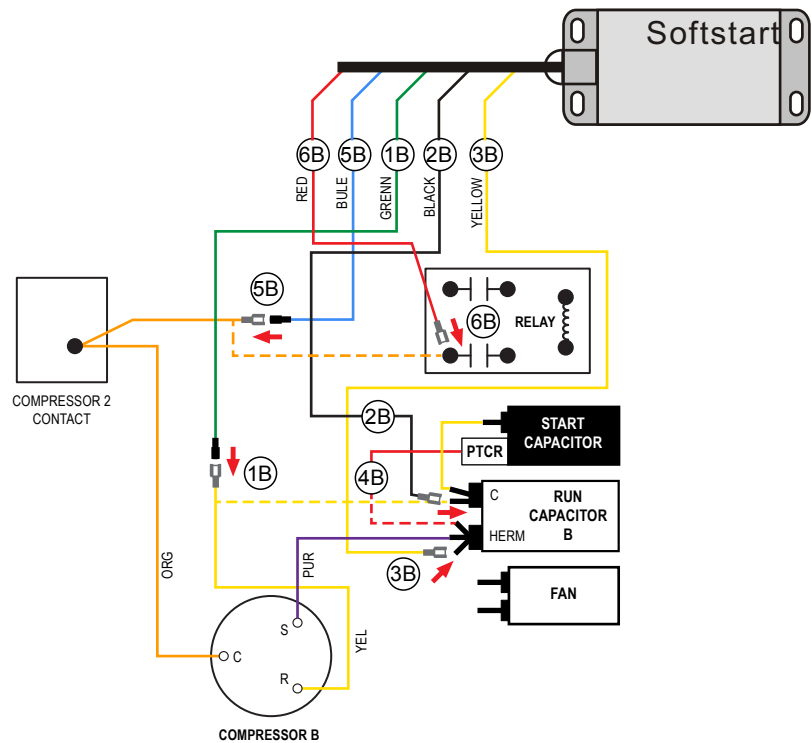 Softstart
6B
5B
1B
2B
3B
RED
BULE
GRENN
BLACK
YELLOW
5B
6B
RELAY
COMPRESSOR 2
CONTACT
2B
START
CAPACITOR
PTCR
1B
4B
C
RUN
CAPACITOR
B
HERM
3B
ORG
PUR
FAN
S
YEL
C
R
COMPRESSOR B